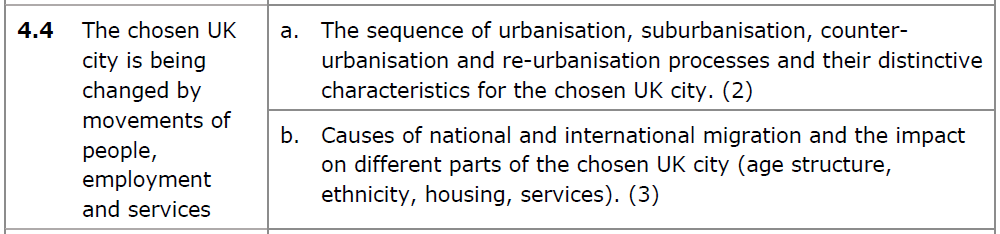 4.4 The chosen UK
city is being
changed by
movements of
people,
employment
and services
a. The sequence of urbanisation, suburbanisation, counter-
urbanisation and re-urbanisation processes and their distinctive
characteristics for the chosen UK city. (2)
b. Causes of national and international migration and the impact
on different parts of the chosen UK city (age structure,
ethnicity, housing, services). (3)